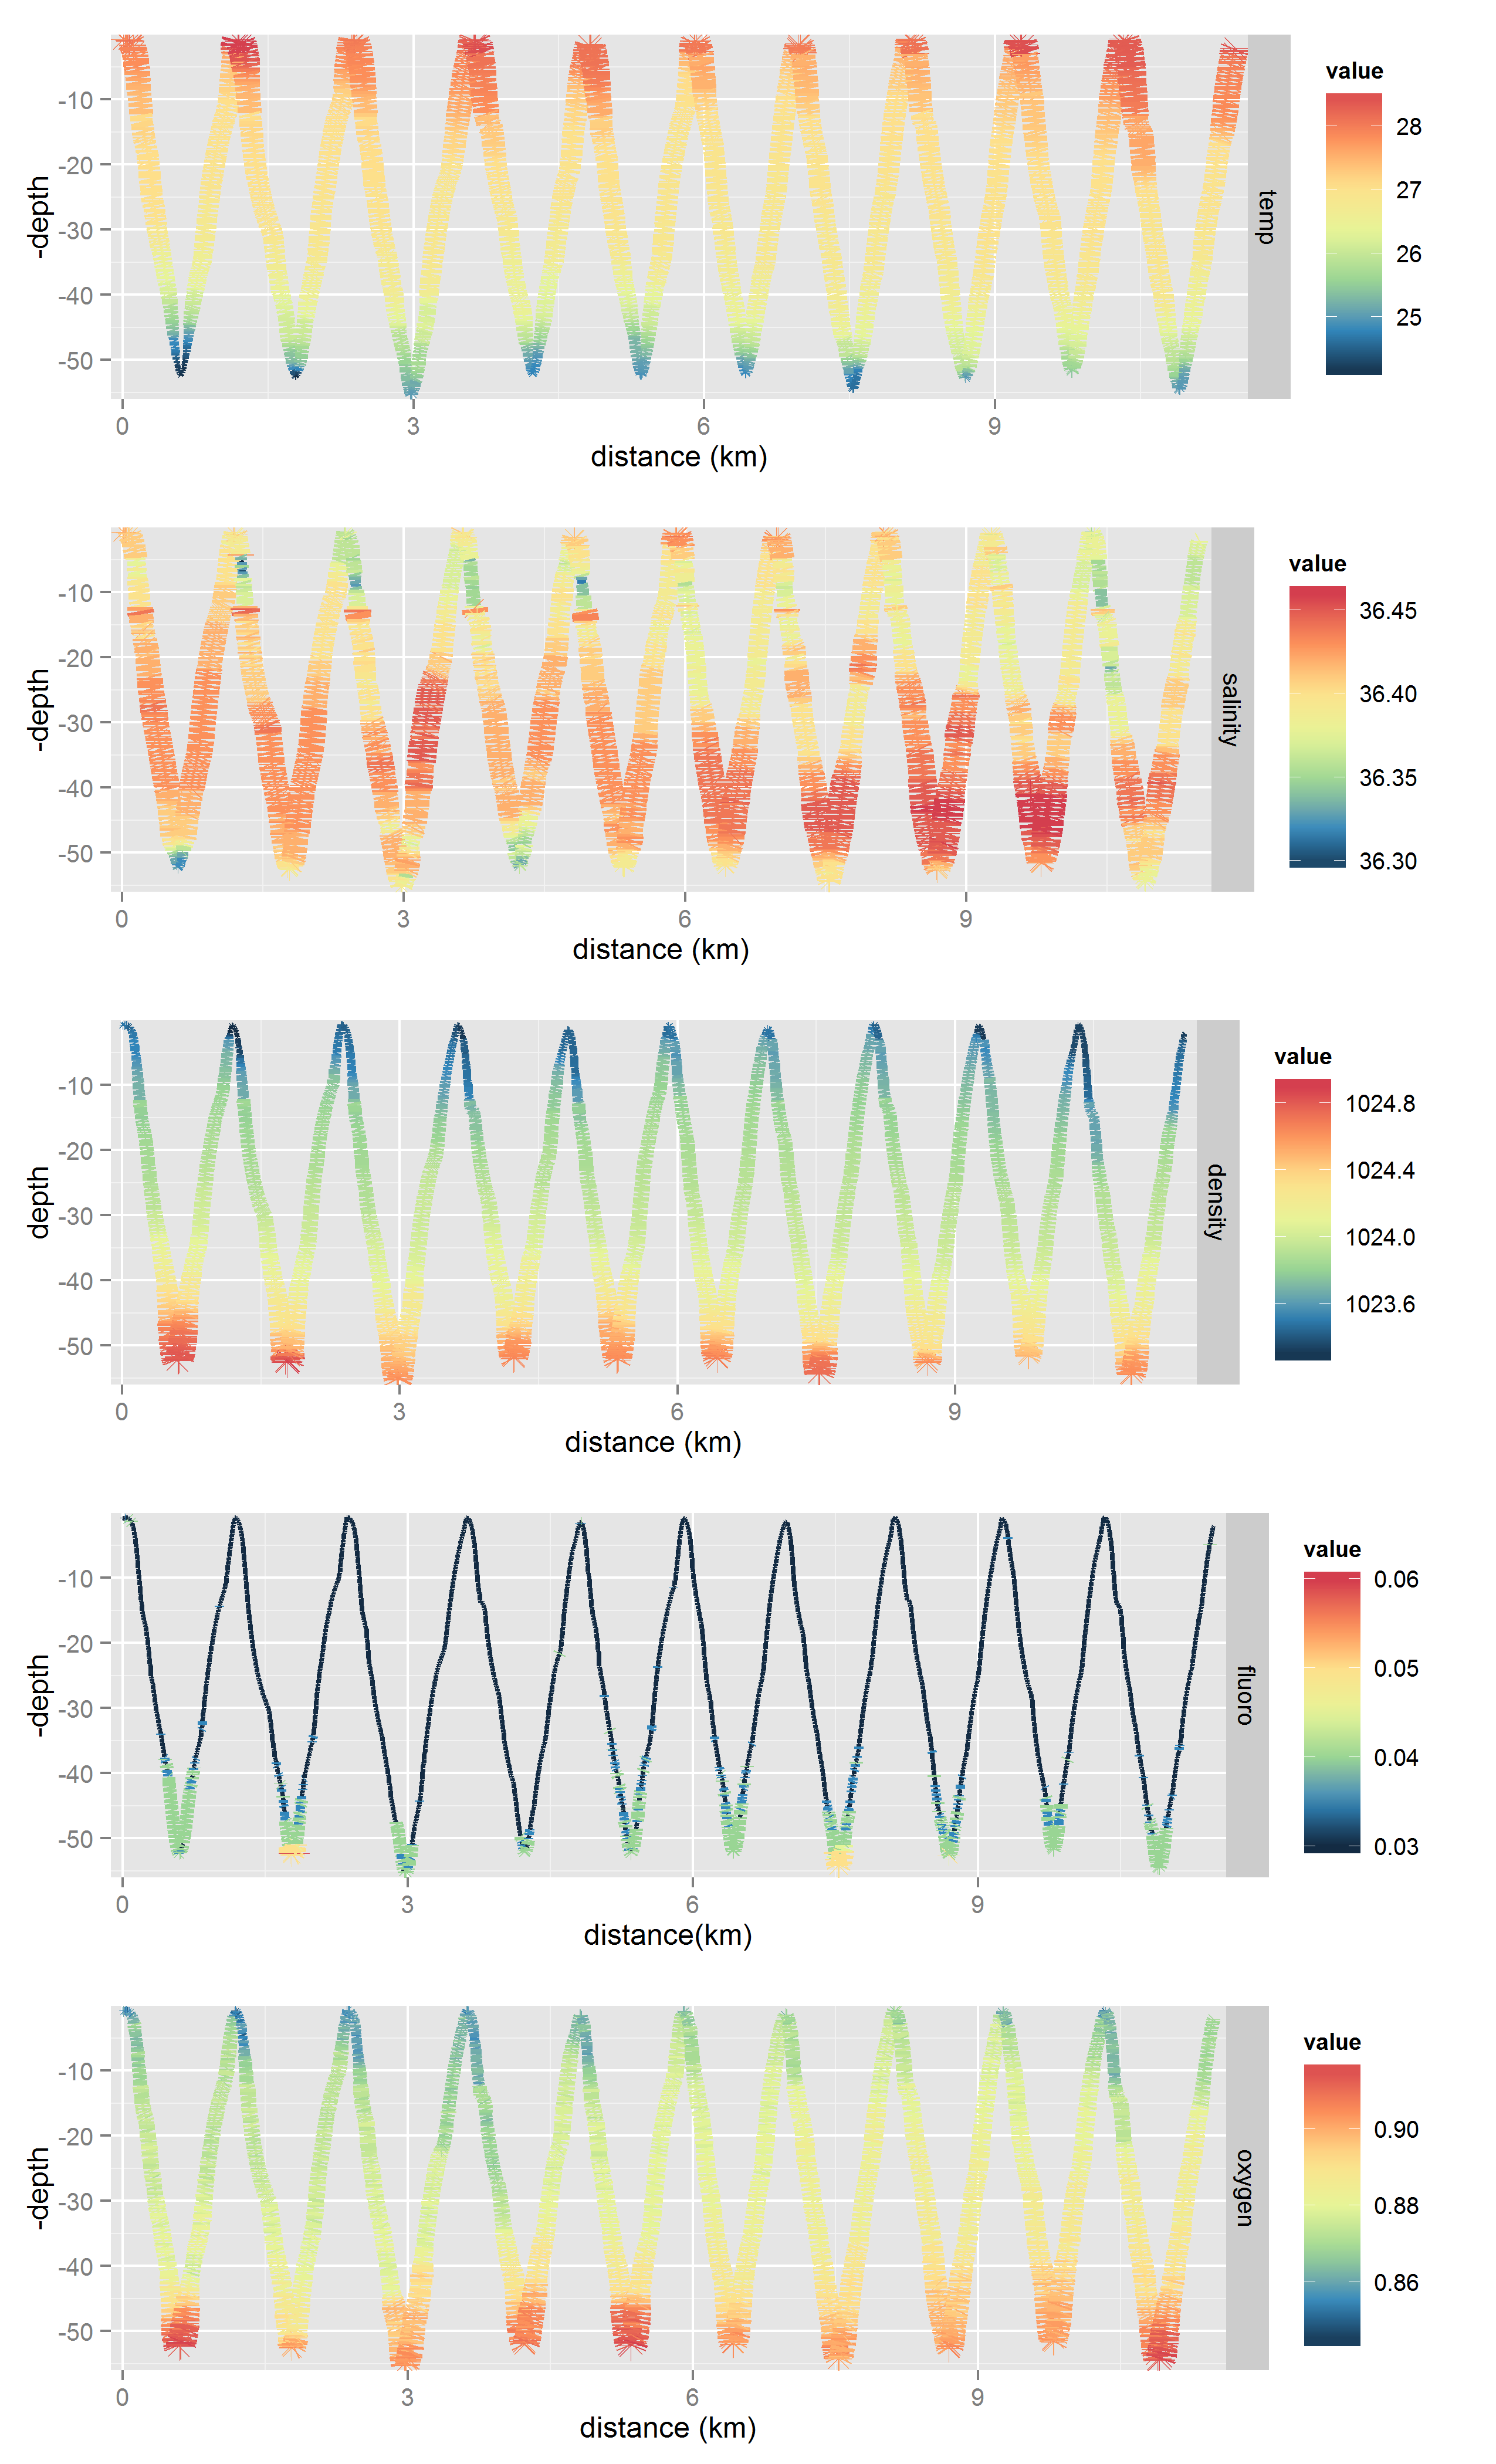 value
-10
-20
-30
-40
-50
-depth
temp
28
27
26
25
0 3 6 9
distance (km)
value
-10
-20
-30
-40
-50
-depth
salinity
36.45
36.40
36.35
36.30
0 3 6 9
distance (km)
value
-10
-20
-30
-40
-50
depth
density
1024.8
1024.4
1024.0
1023.6
0 3 6 9
distance (km)
value
-10
-20
-30
-40
-50
-depth
fluoro
0.06
0.05
0.04
0.03
0 3 6 9
distance(km)
value
-10
-20
-30
-40
-50
-depth
oxygen
0.90
0.88
0.86
0 3 6 9
distance (km)